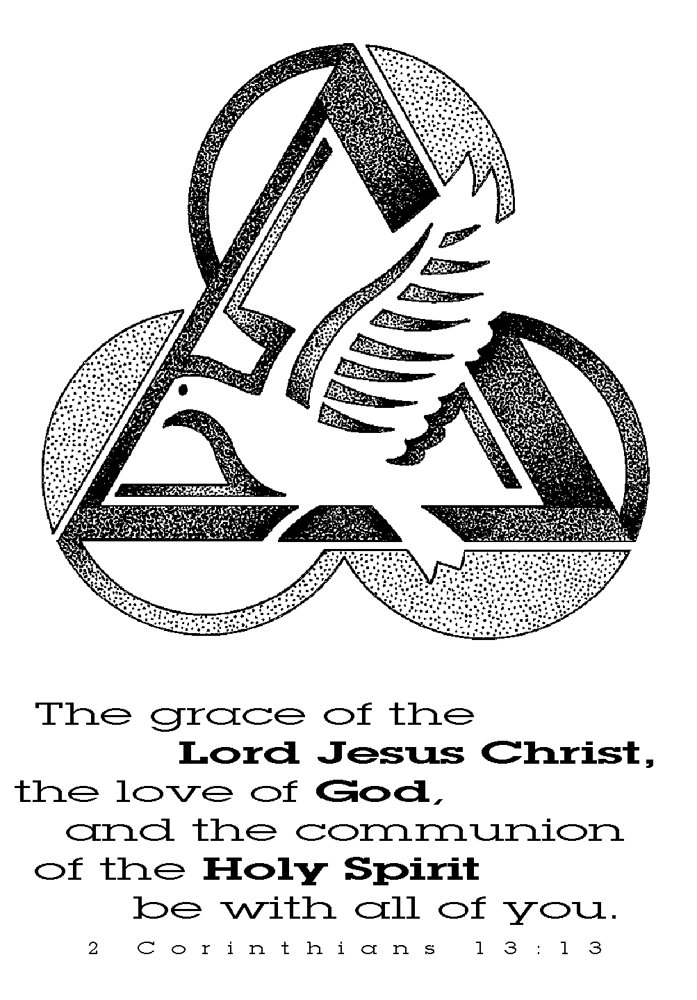 The grace of the
Lord Jesus Christ,
the love of God,
and the communion
of the Holy Spirit
be with all of you.
2 Corinthians 13:13